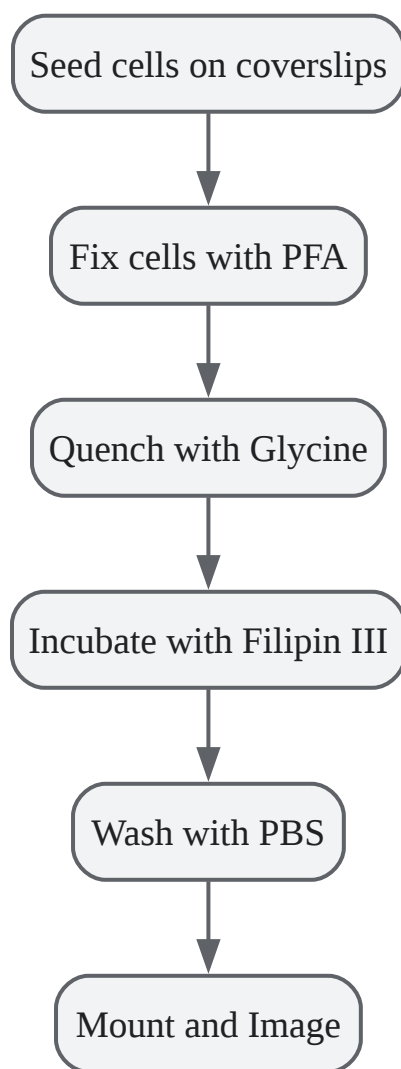 Seed cells on coverslips
Fix cells with PFA
Quench with Glycine
Incubate with Filipin III
Wash with PBS
Mount and Image